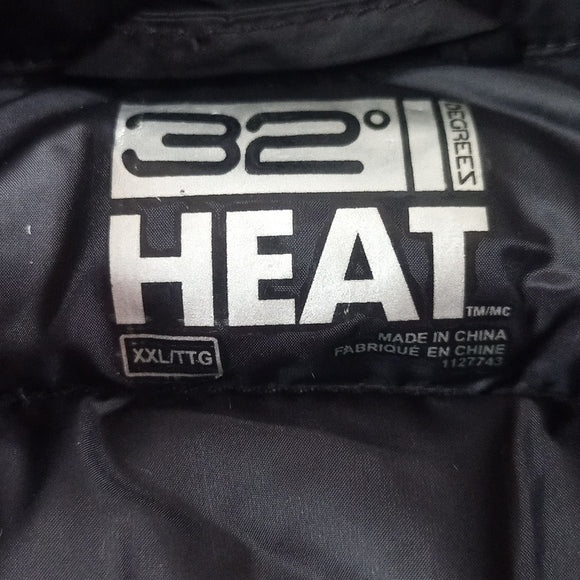 32°
DEGREES
HEAT
TM/MC
XXL/TTG
MADE IN CHINA
FABRIQUÉ EN CHINE
1127743